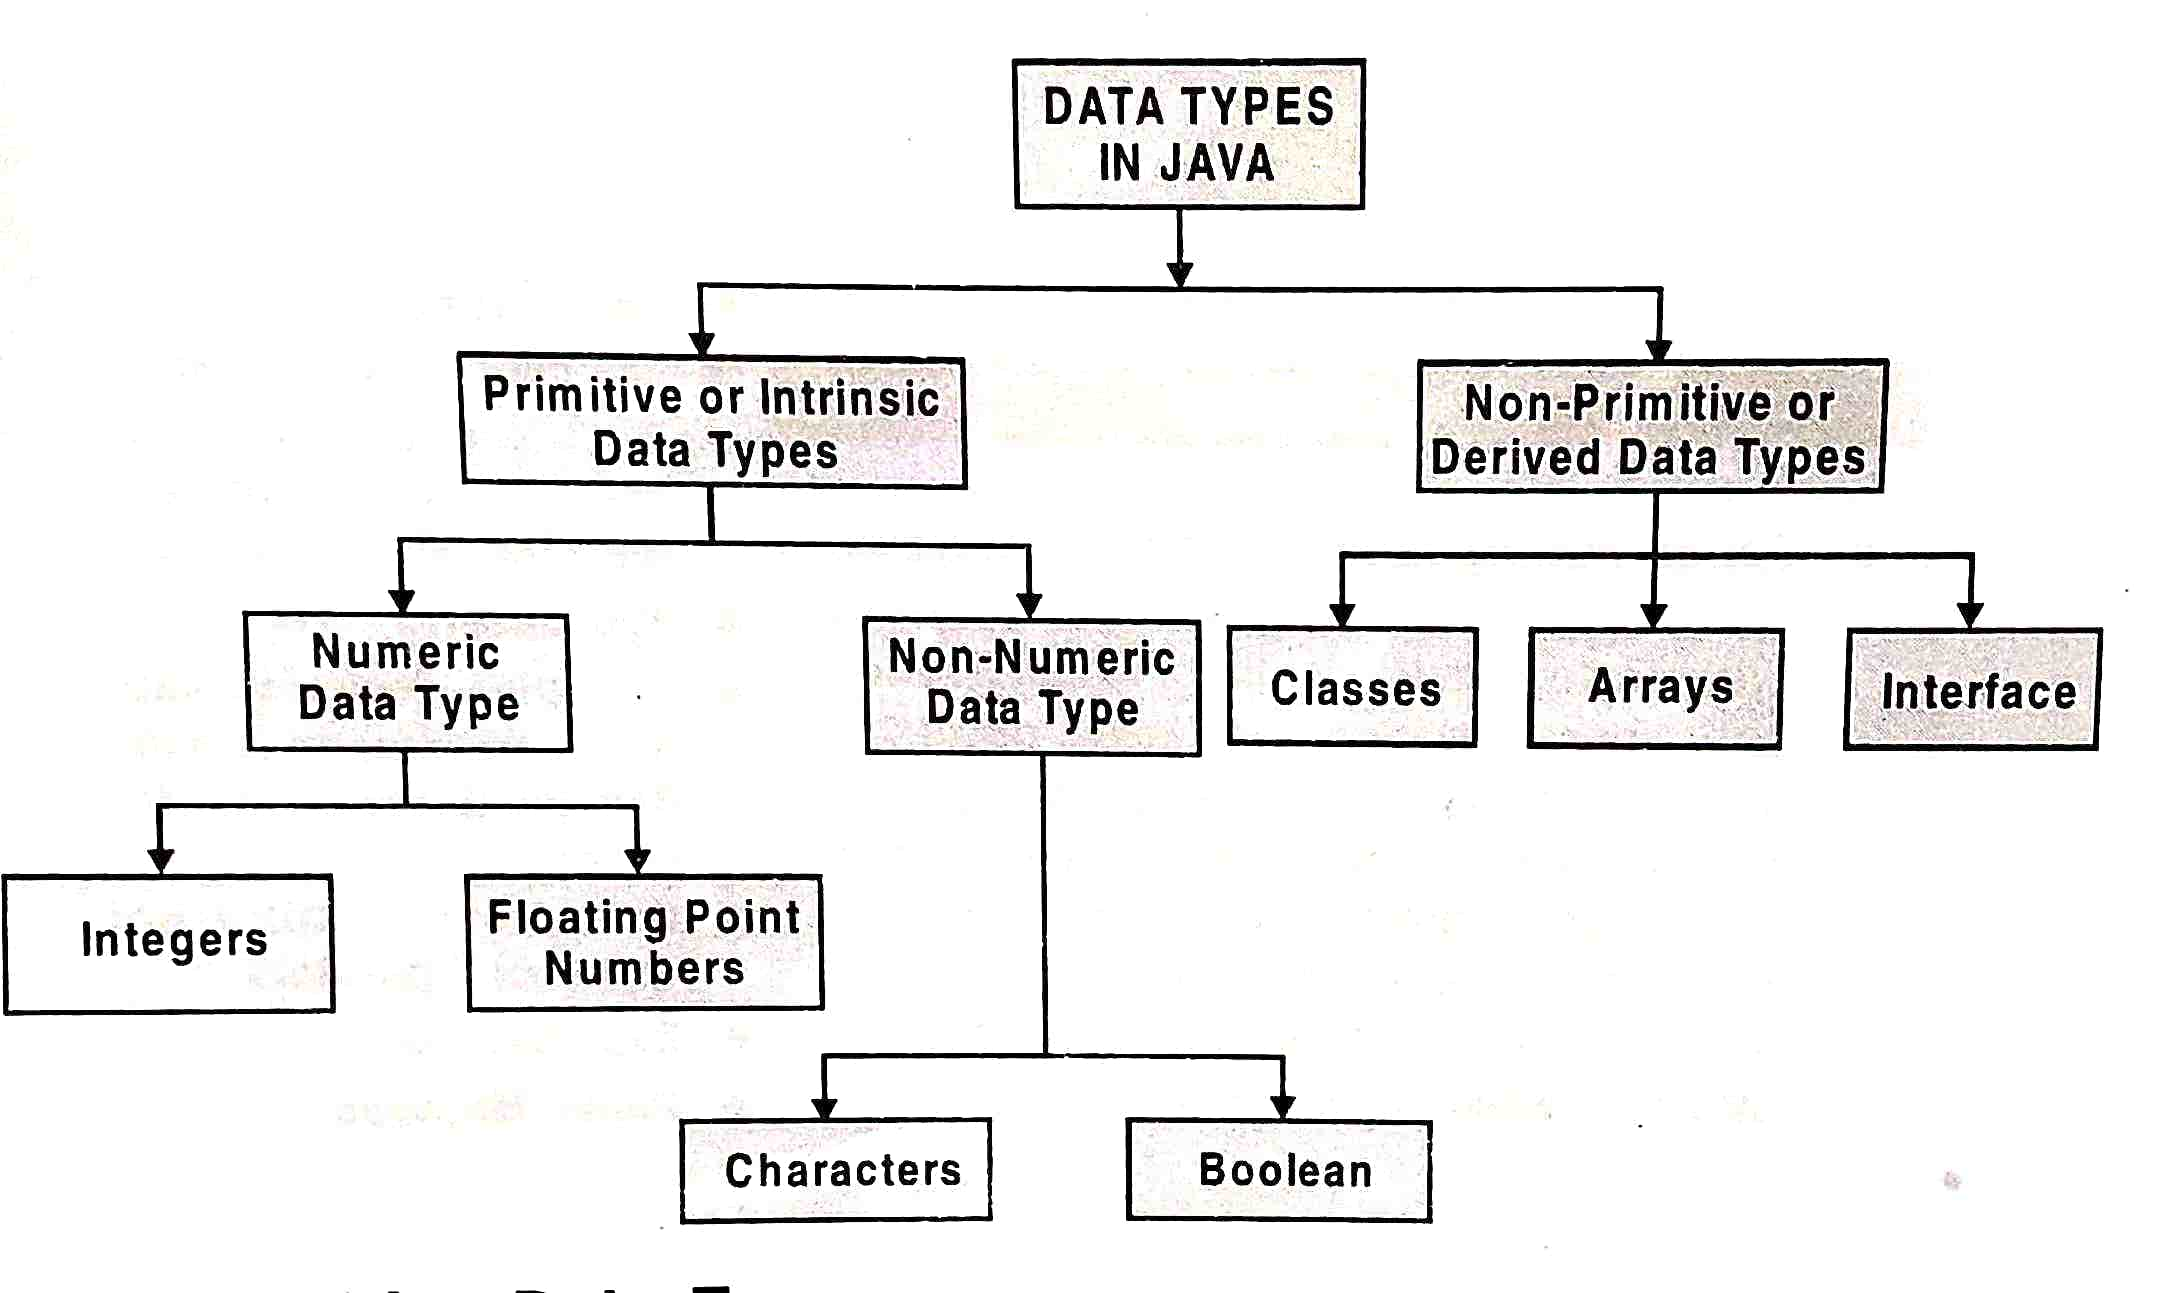 DATA TYPES
IN JAVA
Primitive or Intrinsic
Data Types
Non-Primitive or
Derived Data Types
Numeric
Data Type
Non-Numeric
Data Type
Classes
Arrays
Interface
Integers
Floating Point
Numbers
Characters
Boolean